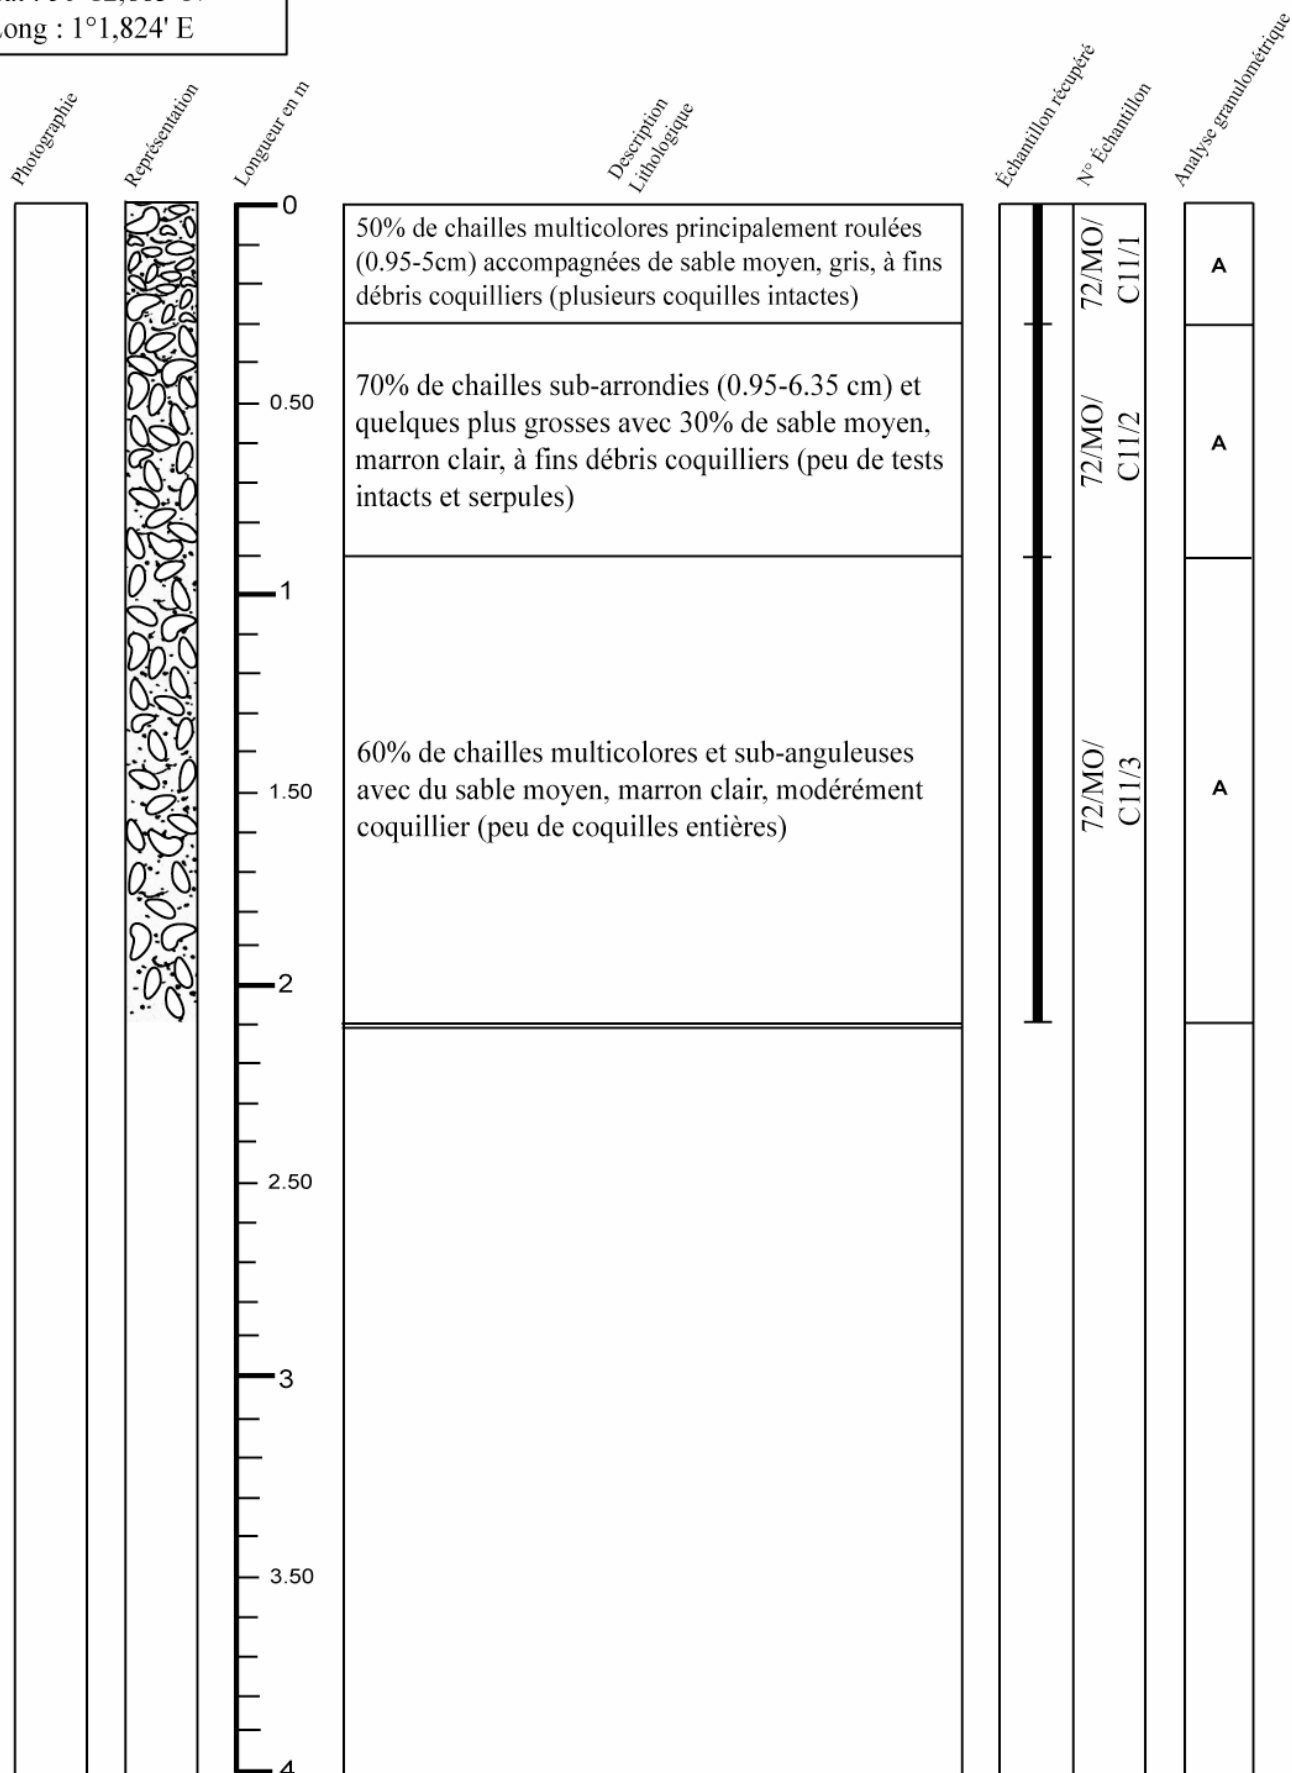 Long : 1°1,824' E
Photographie
Représentation
Longueur en m
Description
Lithologique
Échantillon récupéré
N° Échantillon
Analyse granulométrique
0
50% de chailles multicolores principalement roulées
(0.95-5cm) accompagnées de sable moyen, gris, à fins
débris coquilliers (plusieurs coquilles intactes)
72/MO/
C11/1
A
0.50
70% de chailles sub-arrondies (0.95-6.35 cm) et
quelques plus grosses avec 30% de sable moyen,
marron clair, à fins débris coquilliers (peu de tests
intacts et serpules)
72/MO/
C11/2
A
1
1.50
60% de chailles multicolores et sub-anguleuses
avec du sable moyen, marron clair, modérément
coquillier (peu de coquilles entières)
72/MO/
C11/3
A
2
2.50
3
3.50
4